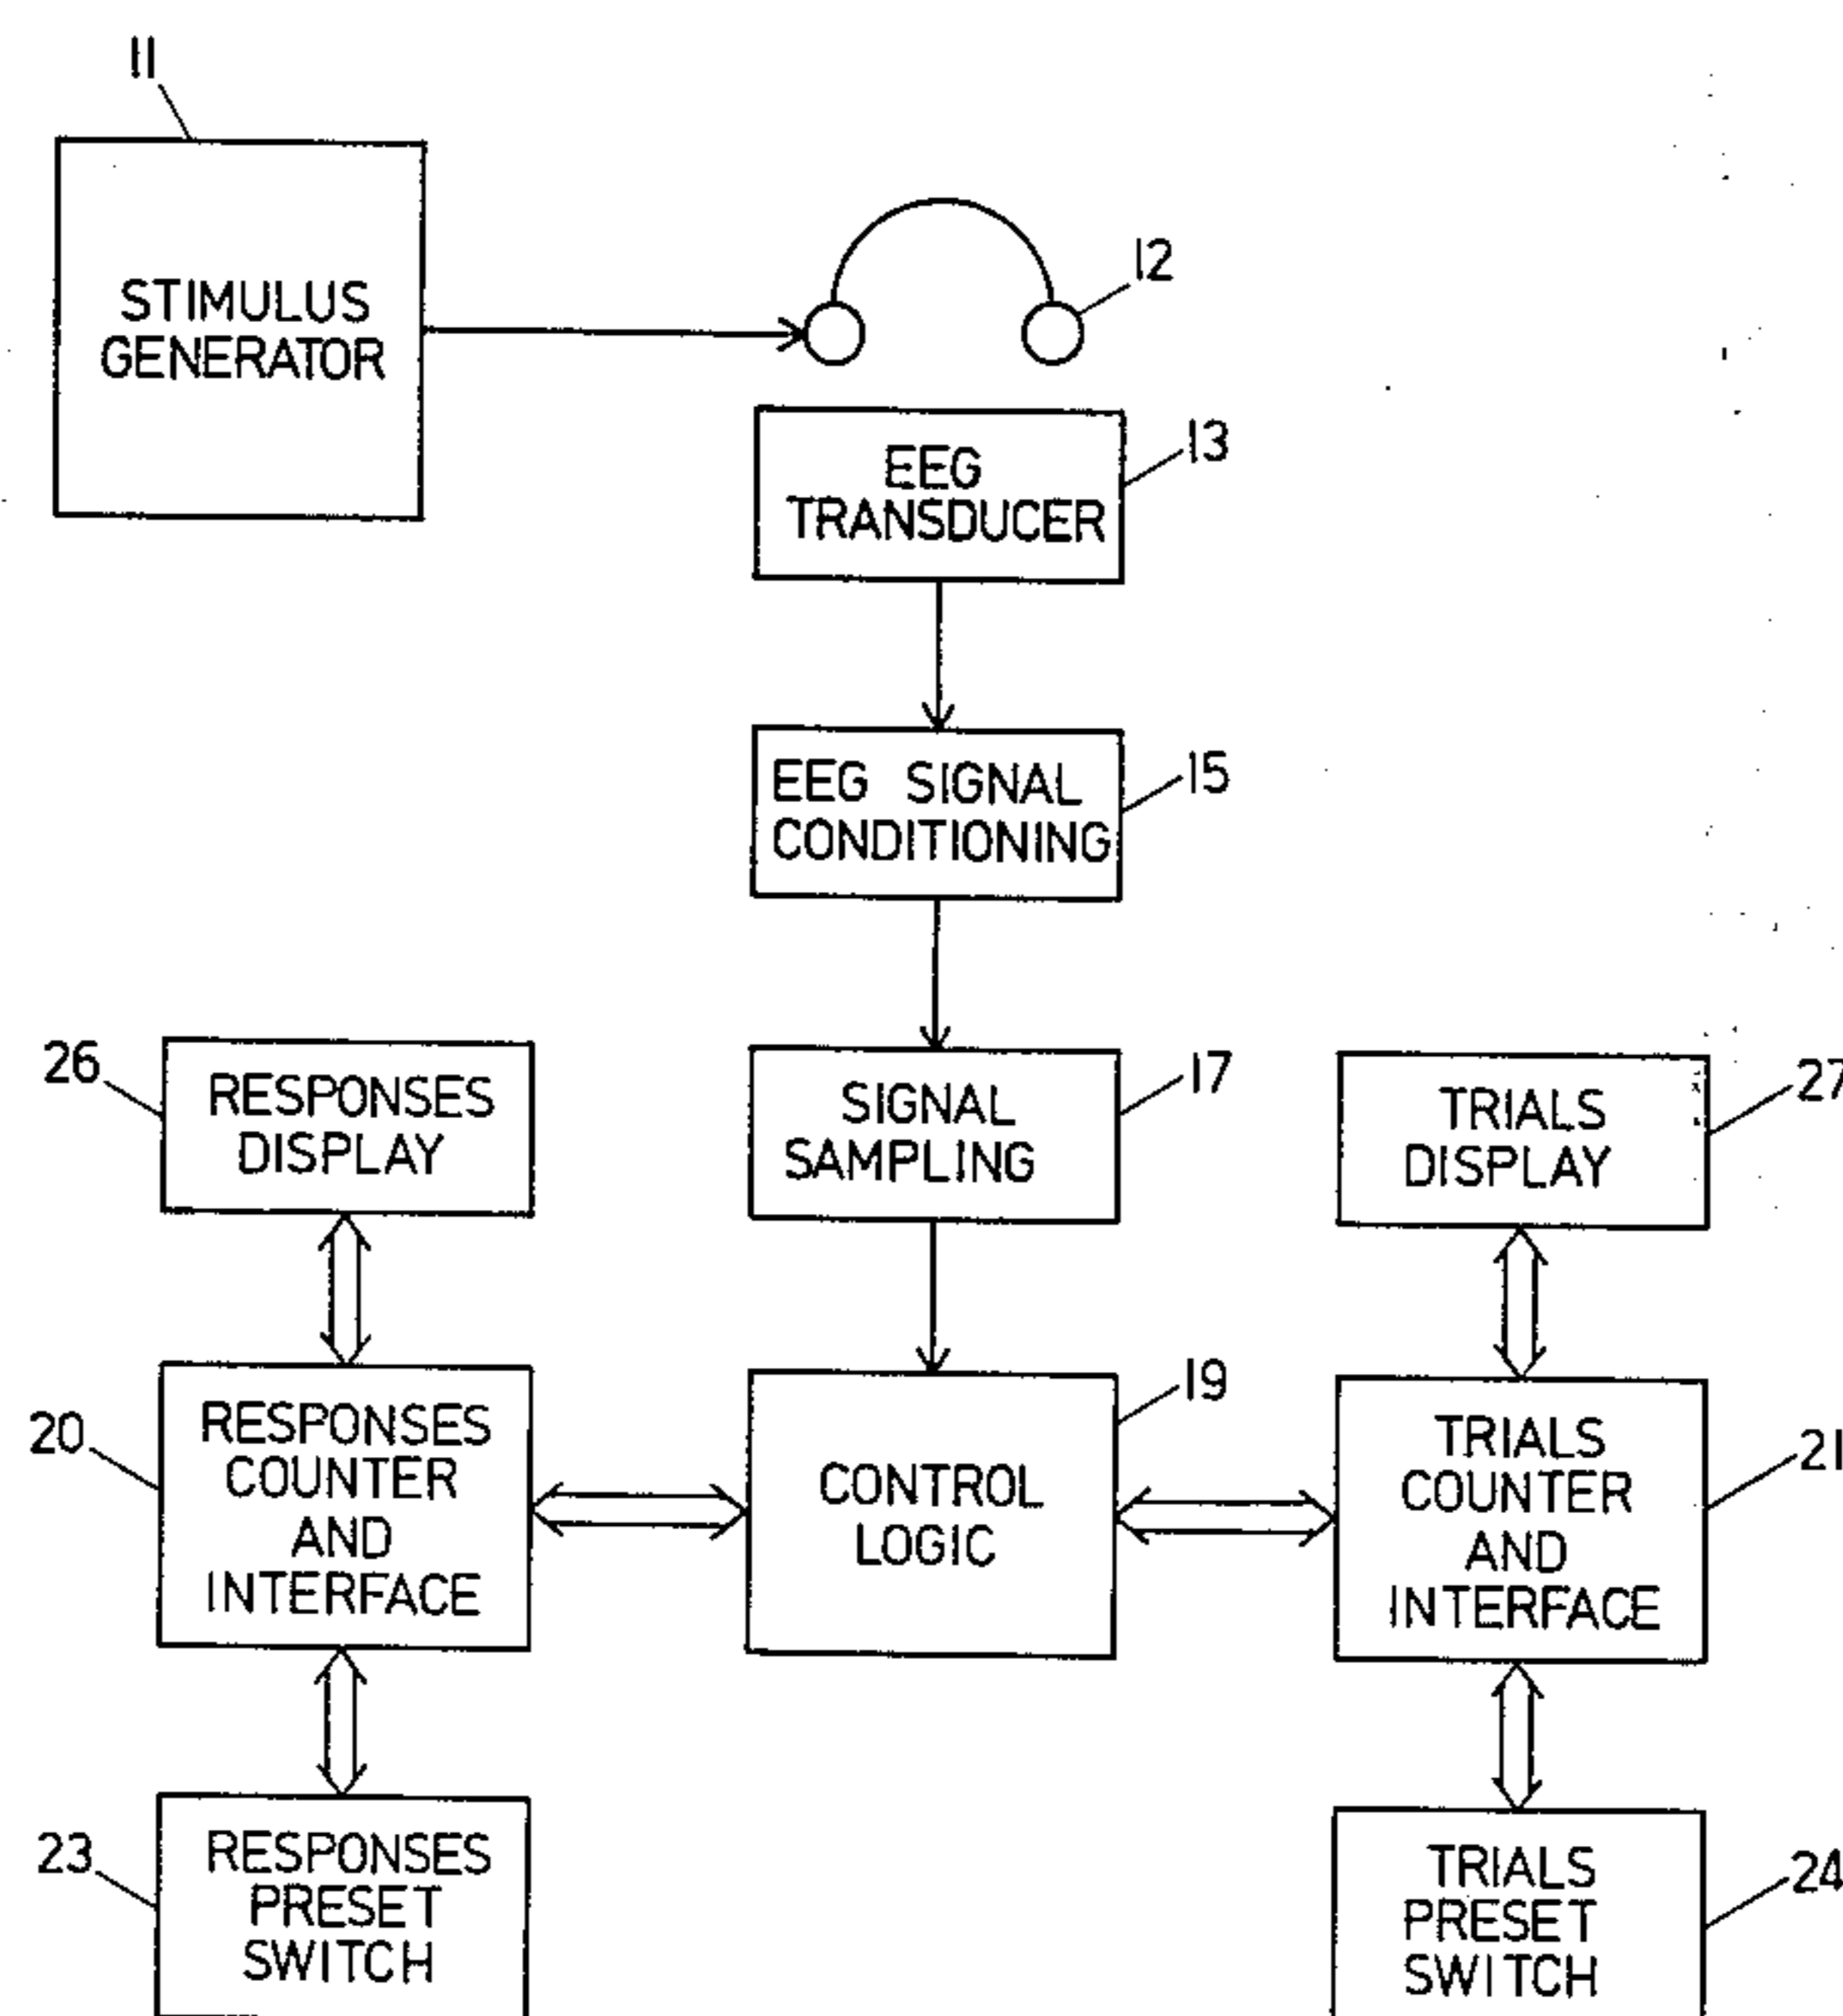 11
STIMULUS
GENERATOR
12
EEG
TRANSDUCER
13
EEG SIGNAL
CONDITIONING
15
26
RESPONSES
DISPLAY
SIGNAL
SAMPLING
17
TRIALS
DISPLAY
27
20
RESPONSES
COUNTER
AND
INTERFACE
CONTROL
LOGIC
19
TRIALS
COUNTER
AND
INTERFACE
21
23
RESPONSES
PRESET
SWITCH
TRIALS
PRESET
SWITCH
24